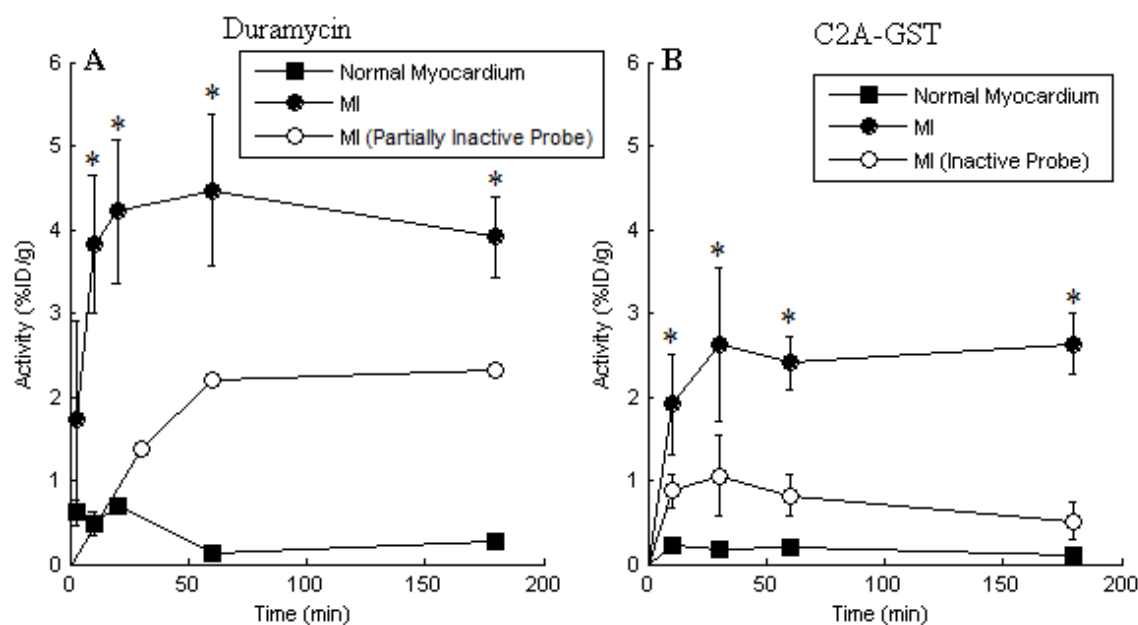 Duramycin
A
Normal Myocardium
MI
MI (Partially Inactive Probe)
*
*
*
*
6
5
4
3
2
1
0
Activity (%ID/g)
0
50
100
150
200
Time (min)
C2A-GST
B
Normal Myocardium
MI
MI (Inactive Probe)
*
*
*
*
6
5
4
3
2
1
0
Activity (%ID/g)
0
50
100
150
200
Time (min)